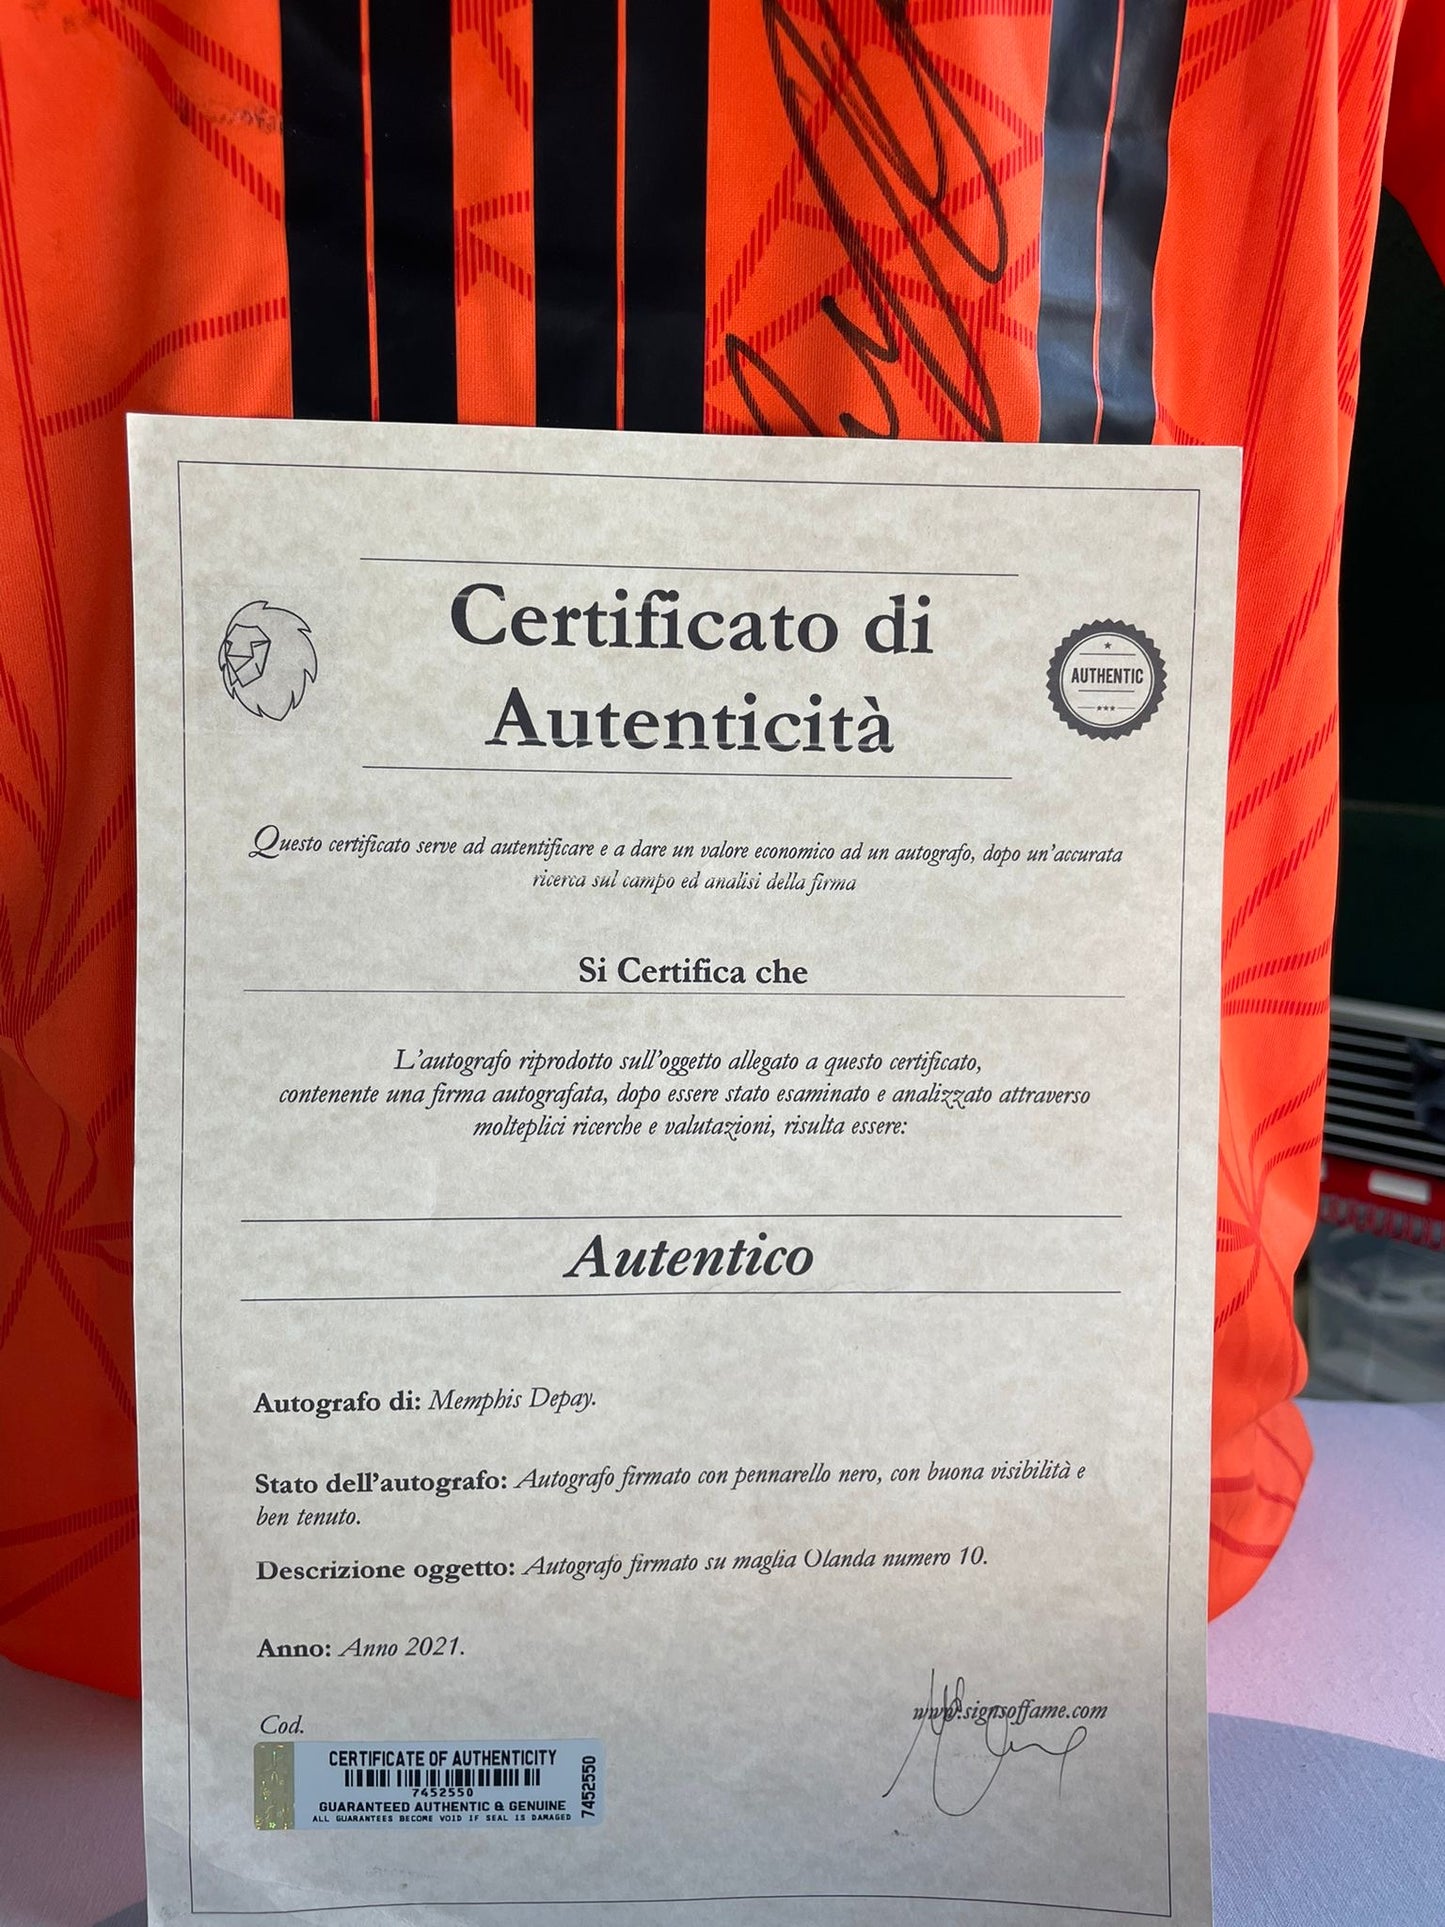 Certificato di
Autenticità
AUTHENTIC
Questo certificato serve ad autentificare e a dare un valore economico ad un autografo, dopo un'accurata
ricerca sul campo ed analisi della firma
Si Certifica che
L'autografo riprodotto sull'oggetto allegato a questo certificato,
contenente una firma autografata, dopo essere stato esaminato e analizzato attraverso
molteplici ricerche e valutazioni, risulta essere:
Autentico
Autografo di: Memphis Depay.
Stato dell'autografo: Autografo firmato con pennarello nero, con buona visibilità e
ben tenuto.
Descrizione oggetto: Autografo firmato su maglia Olanda numero 10.
Anno: Anno 2021.
www.signsoffame.com
Cod.
CERTIFICATE OF AUTHENTICITY
7452550
GUARANTEED AUTHENTIC & GENUINE
ALL GUARANTEES BECOME VOID IF SEAL IS DAMAGED
7452550